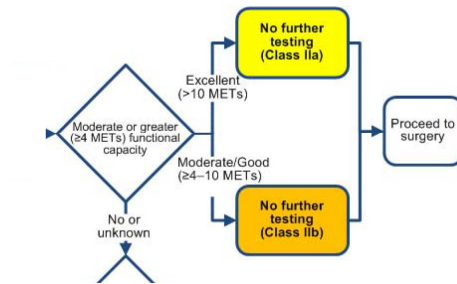 No further
testing
(Class IIa)
Excellent
(>10 METs)
Moderate or greater
(≥4 METs) functional
capacity
Proceed to
surgery
Moderate/Good
(≥4–10 METs)
No further
testing
(Class IIb)
No or
unknown